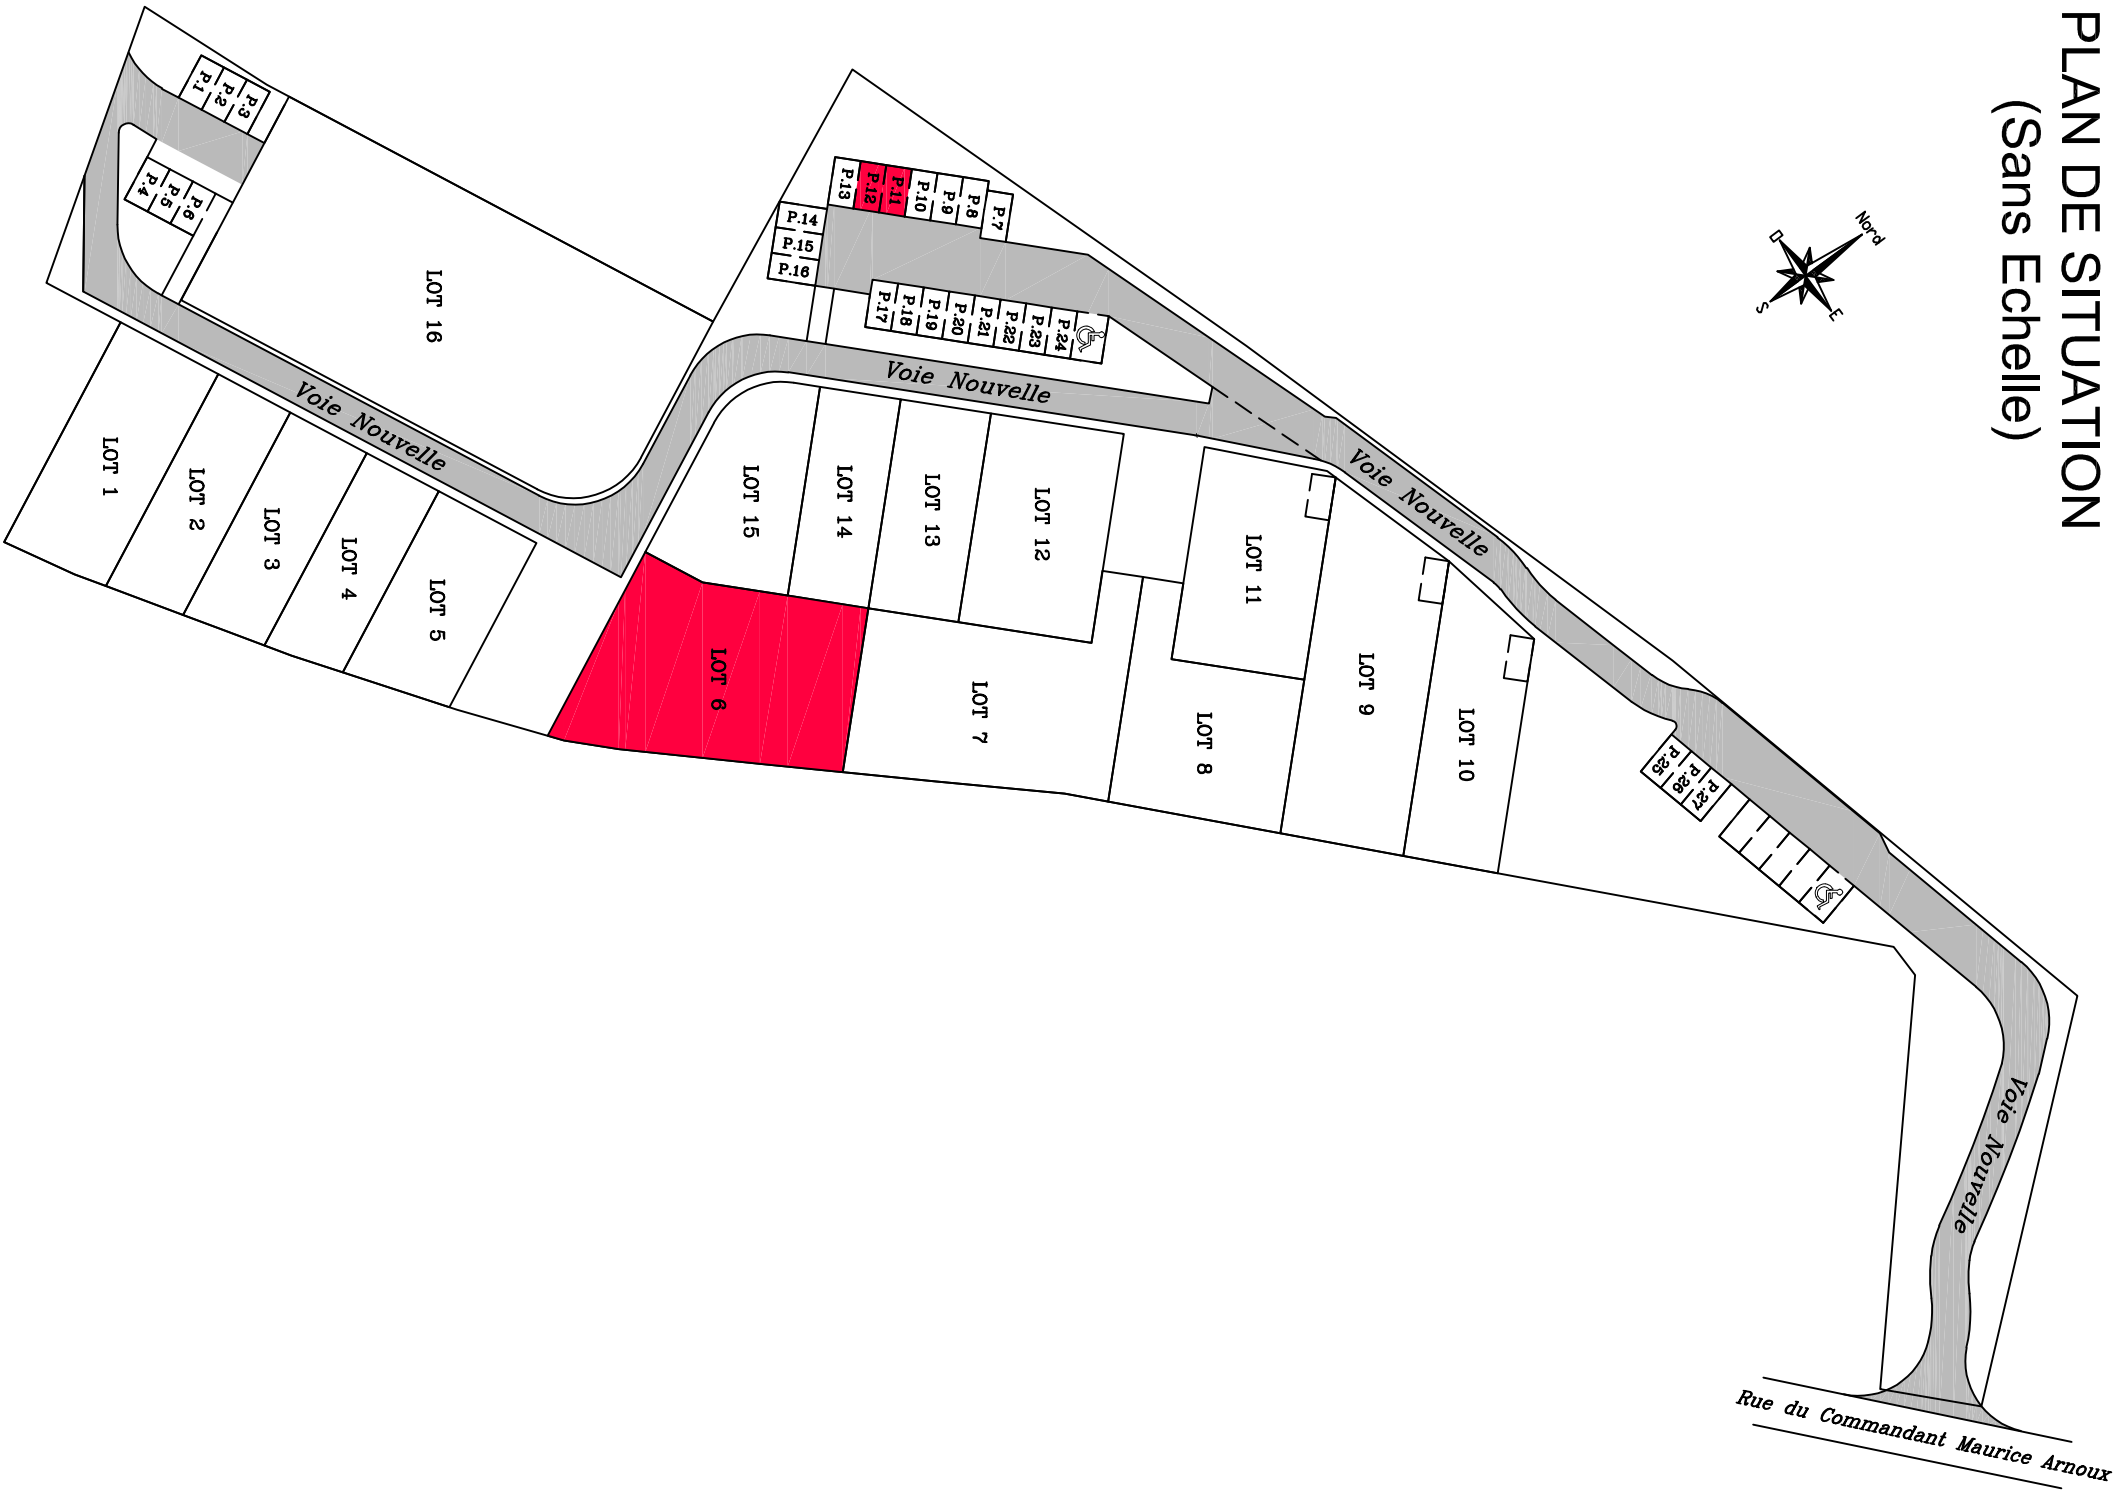 PLAN DE SITUATION
(Sans Echelle)
Nord
E
S
O
P.1
P.2
P.3
P.4
P.5
P.6
LOT 16
Voie Nouvelle
LOT 1
LOT 2
LOT 3
LOT 4
LOT 5
P.13
P.12
P.11
P.10
P.9
P.8
P.7
P.14
P.15
P.16
P.17
P.18
P.19
P.20
P.21
P.22
P.23
P.24
Voie Nouvelle
LOT 15
LOT 14
LOT 13
LOT 12
LOT 11
LOT 6
LOT 7
LOT 8
LOT 9
LOT 10
Voie Nouvelle
P.25
P.26
P.27
Voie Nouvelle
Rue du Commandant Maurice Arnoux